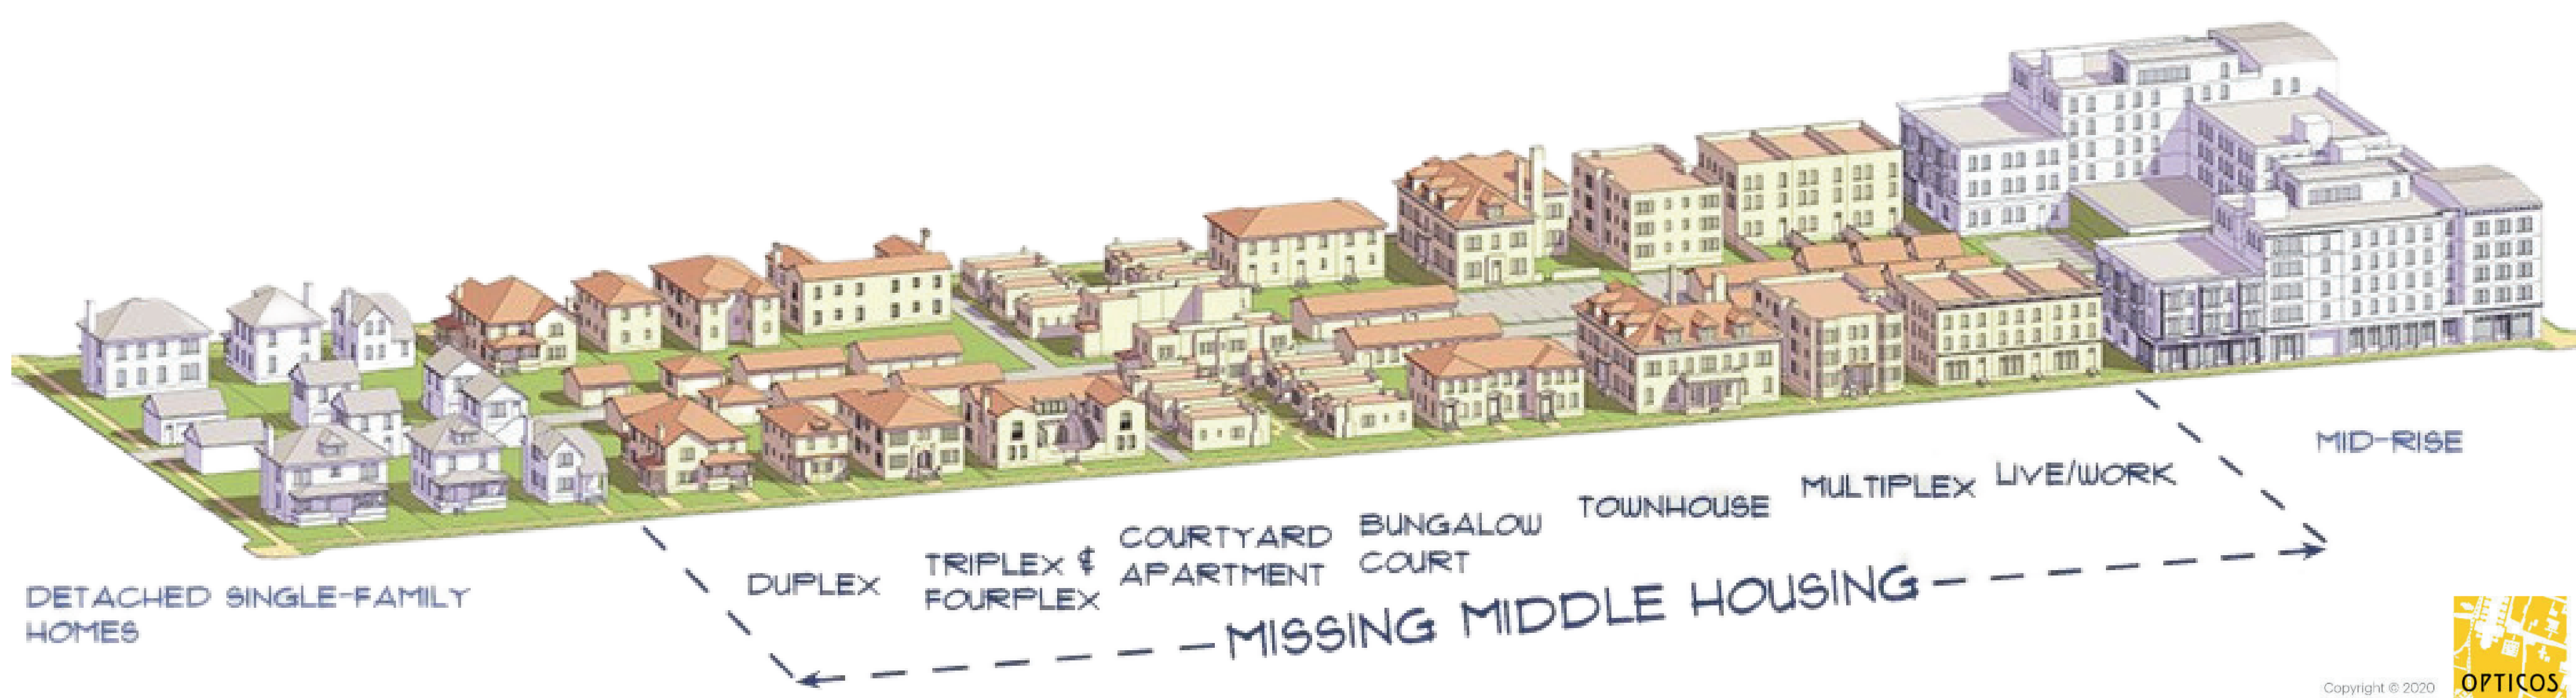 DETACHED SINGLE-FAMILY
HOMES
DUPLEX
TRIPLEX &
FOURPLEX
COURTYARD
APARTMENT
BUNGALOW
COURT
TOWNHOUSE
MULTIPLEX
LIVE/WORK
MID-RISE
MISSING MIDDLE HOUSING
Copyright © 2020
OPTICOS